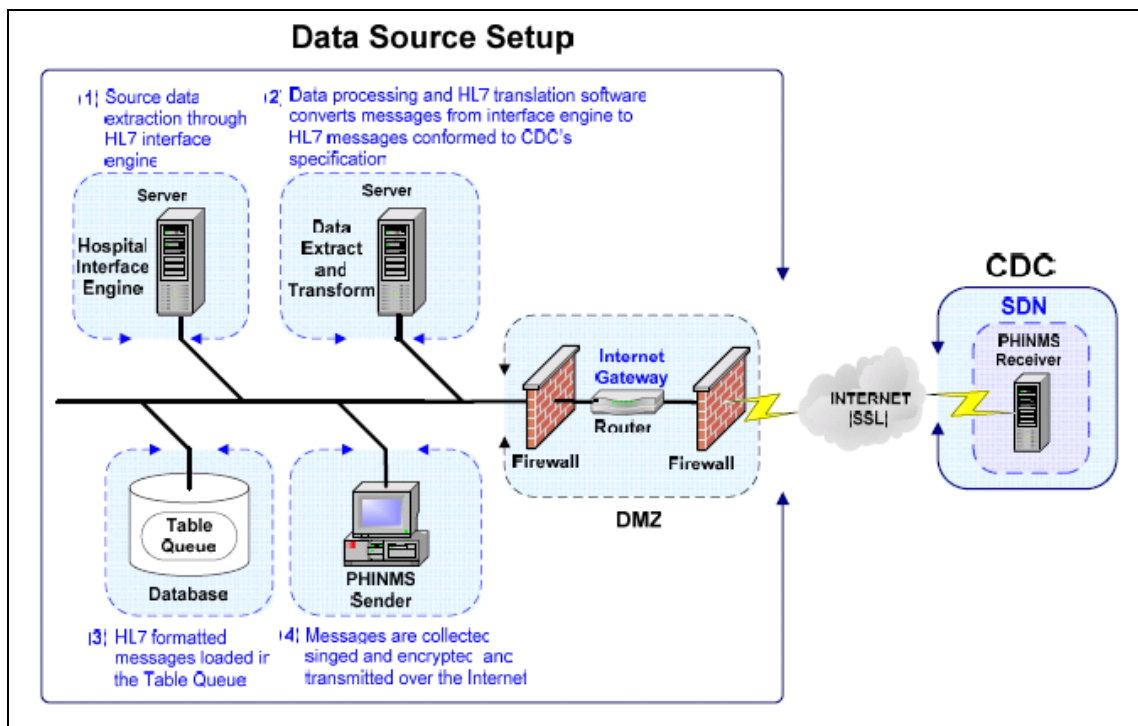 Data Source Setup
(1) Source data
extraction through
HL7 interface
engine
(2) Data processing and HL7 translation software
converts messages from interface engine to
HL7 messages conformed to CDC's
specification
Server
Hospital
Interface
Engine
Server
Data
Extract
and
Transform
CDC
SDN
PHINMS
Receiver
Internet
Gateway
Router
Firewall
Firewall
DMZ
INTERNET
|SSL|
Table
Queue
Database
PHINMS
Sender
(3) HL7 formatted
messages loaded in
the Table Queue
(4) Messages are collected
singed and encrypted and
transmitted over the Internet